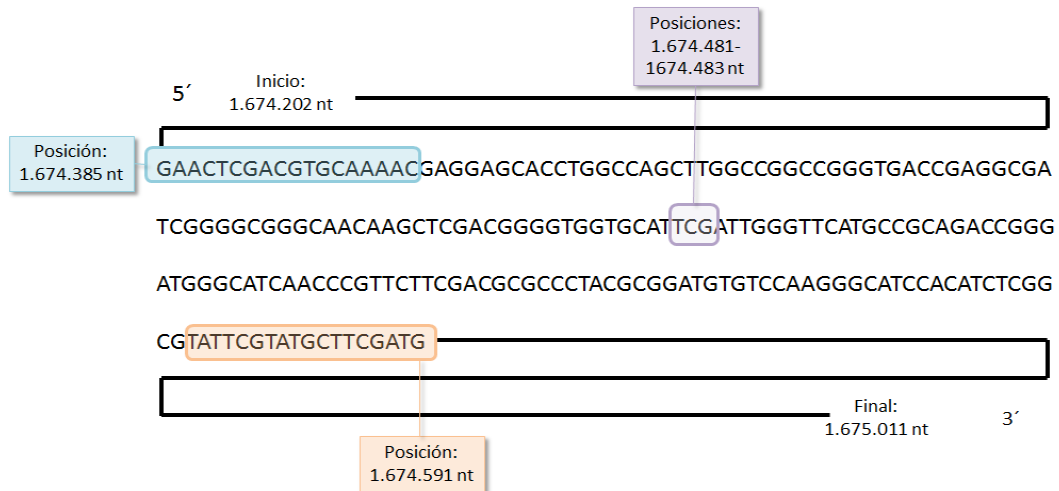 Posiciones:
1.674.481-
1674.483 nt
5´
Inicio:
1.674.202 nt
Posición:
1.674.385 nt
GAACTCGACGTGCAAAACGAGGAGCACCTGGCCAGCTTGGCCGGCCGGGTGACCGAGGCGA
TCGGGGCGGGCAACAAGCTCGACGGGGTGGTGCATTCGATTGGGTTCATGCCGCAGACCGGG
ATGGGCATCAACCCGTTCTTCGACGCGCCCTACGCGGATGTGTCCAAGGGCATCCACATCTCGG
CGTATTCGTATGCTTCGATG
Final:
1.675.011 nt
3´
Posición:
1.674.591 nt